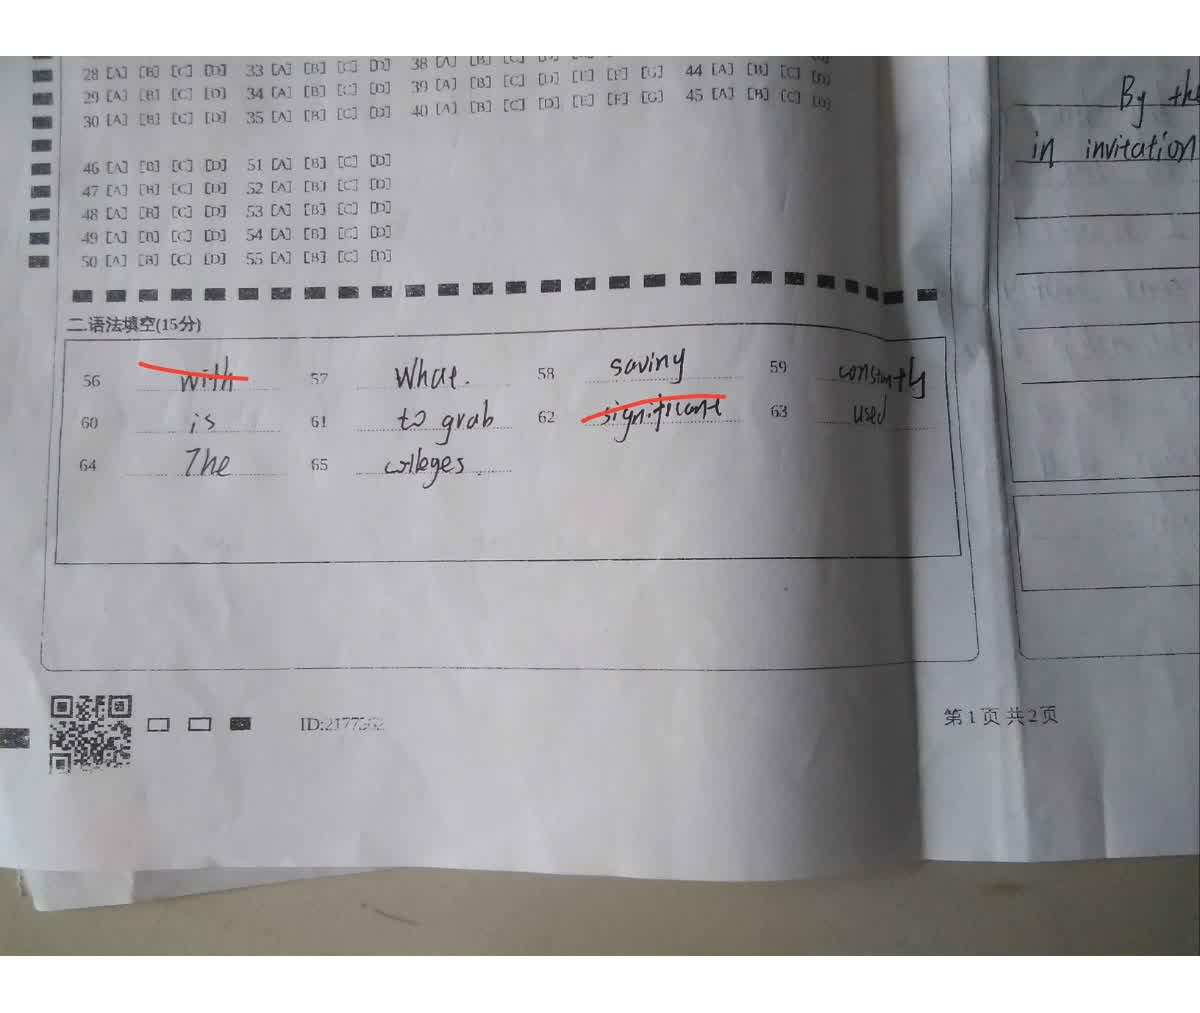 28 [A] [B] [C] [D] 33 [A] [B] [C] [D] 38 [A] [B] [C] [D]
29 [A] [B] [C] [D] 34 [A] [B] [C] [D] 39 [A] [B] [C] [D] [E] [F] [G] 44 [A] [B] [C] [D]
30 [A] [B] [C] [D] 35 [A] [B] [C] [D] 40 [A] [B] [C] [D] [E] [F] [G] 45 [A] [B] [C] [D]
46 [A] [B] [C] [D] 51 [A] [B] [C] [D]
47 [A] [B] [C] [D] 52 [A] [B] [C] [D]
48 [A] [B] [C] [D] 53 [A] [B] [C] [D]
49 [A] [B] [C] [D] 54 [A] [B] [C] [D]
50 [A] [B] [C] [D] 55 [A] [B] [C] [D]
二.语法填空(15分)
56 with 57 What. 58 saving 59 constantly
60 is 61 to grab 62 significant 63 used
64 The 65 colleges.
ID:2177562
第1页 共2页
By the
in invitation